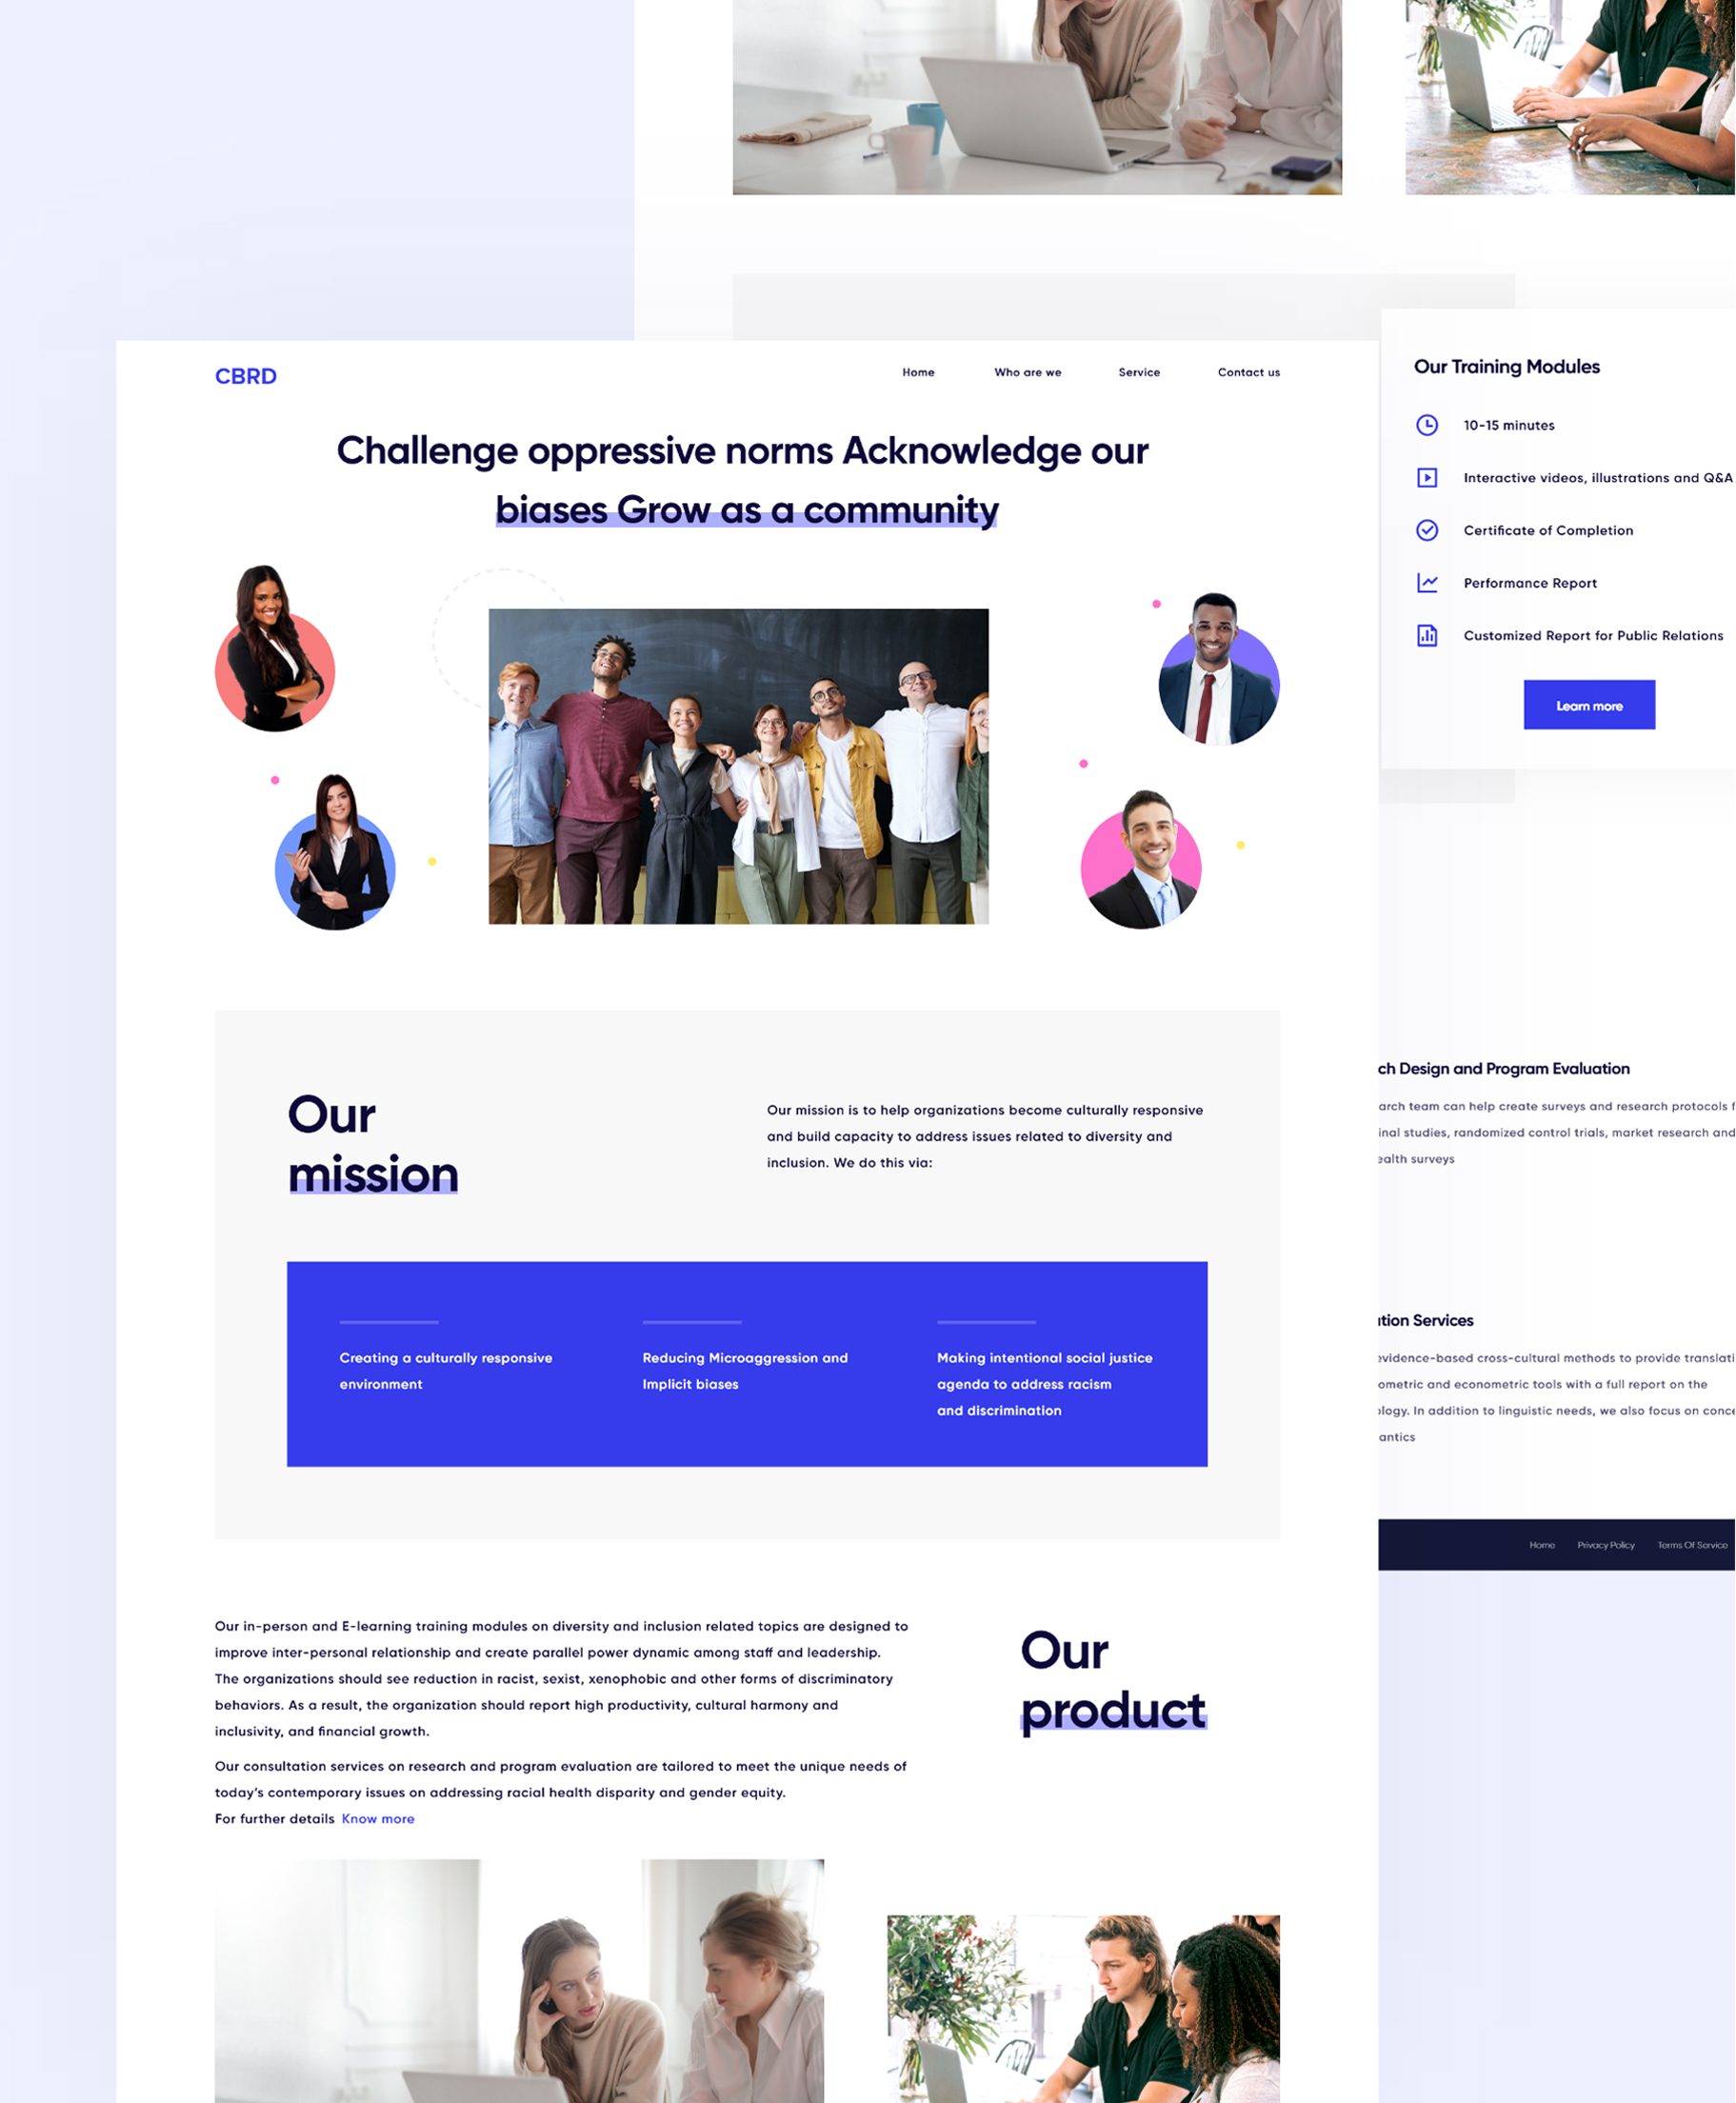 CBRD
Home
Who are we
Service
Contact us
Challenge oppressive norms Acknowledge our
biases Grow as a community
Our
mission
Our mission is to help organizations become culturally responsive
and build capacity to address issues related to diversity and
inclusion. We do this via:
Creating a culturally responsive
environment
Reducing Microaggression and
Implicit biases
Making intentional social justice
agenda to address racism
and discrimination
Our in-person and E-learning training modules on diversity and inclusion related topics are designed to
improve inter-personal relationship and create parallel power dynamic among staff and leadership.
The organizations should see reduction in racist, sexist, xenophobic and other forms of discriminatory
behaviors. As a result, the organization should report high productivity, cultural harmony and
inclusivity, and financial growth.
Our consultation services on research and program evaluation are tailored to meet the unique needs of
today's contemporary issues on addressing racial health disparity and gender equity.
For further details Know more
Our
product
Our Training Modules
10-15 minutes
Interactive videos, illustrations and Q&A
Certificate of Completion
Performance Report
Customized Report for Public Relations
Learn more
Design and Program Evaluation
team can help create surveys and research protocols
studies, randomized control trials, market research and
surveys
Services
evidence-based cross-cultural methods to provide
and econometric tools with a full report on the
In addition to linguistic needs, we also focus on
Home
Privacy Policy
Terms Of Service